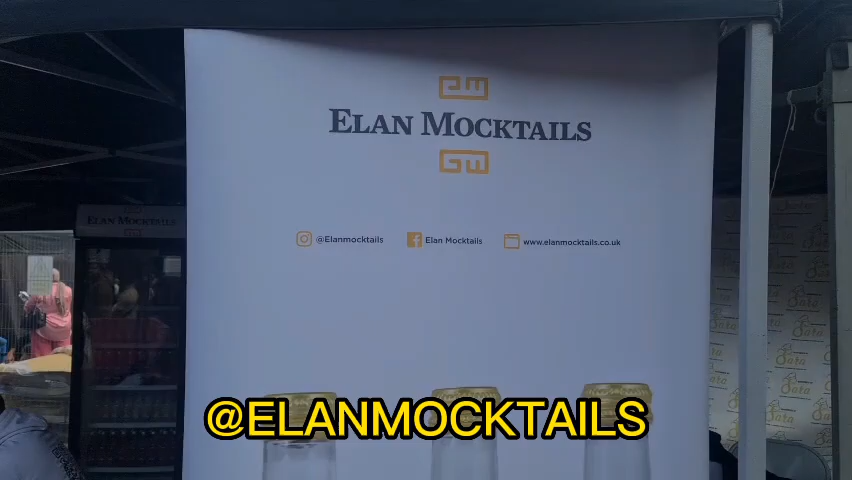 ELAN MOCKTAILS
@Elanmocktails
Elan Mocktails
www.elanmocktails.co.uk
ELAN MOCKTAILS
@ELANMOCKTAILS